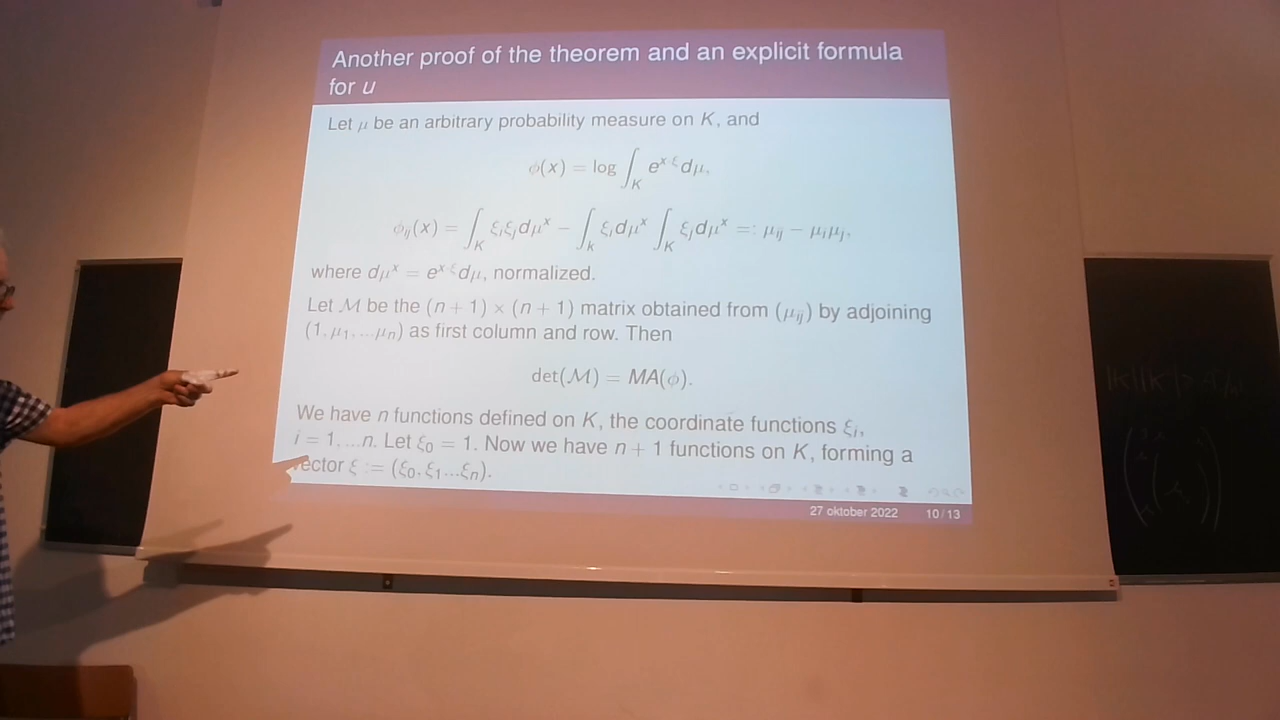 Another proof of the theorem and an explicit formula
for u
Let μ be an arbitrary probability measure on K, and
ϕ(x) = log ∫_K e^{x·ξ} dμ.
ϕ_{ij}(x) = ∫_K ξ_iξ_j dμ^x − ∫_k ξ_i dμ^x ∫_K ξ_j dμ^x =: μ_{ij} − μ_iμ_j,
where dμ^x = e^{x·ξ} dμ, normalized.
Let ℳ be the (n + 1) × (n + 1) matrix obtained from (μ_{ij}) by adjoining
(1, μ_1, ...μ_n) as first column and row. Then
det(ℳ) = MA(ϕ).
We have n functions defined on K, the coordinate functions ξ_i,
i = 1, ...n. Let ξ_0 = 1. Now we have n + 1 functions on K, forming a
vector ξ := (ξ_0, ξ_1...ξ_n).
27 oktober 2022 10/13